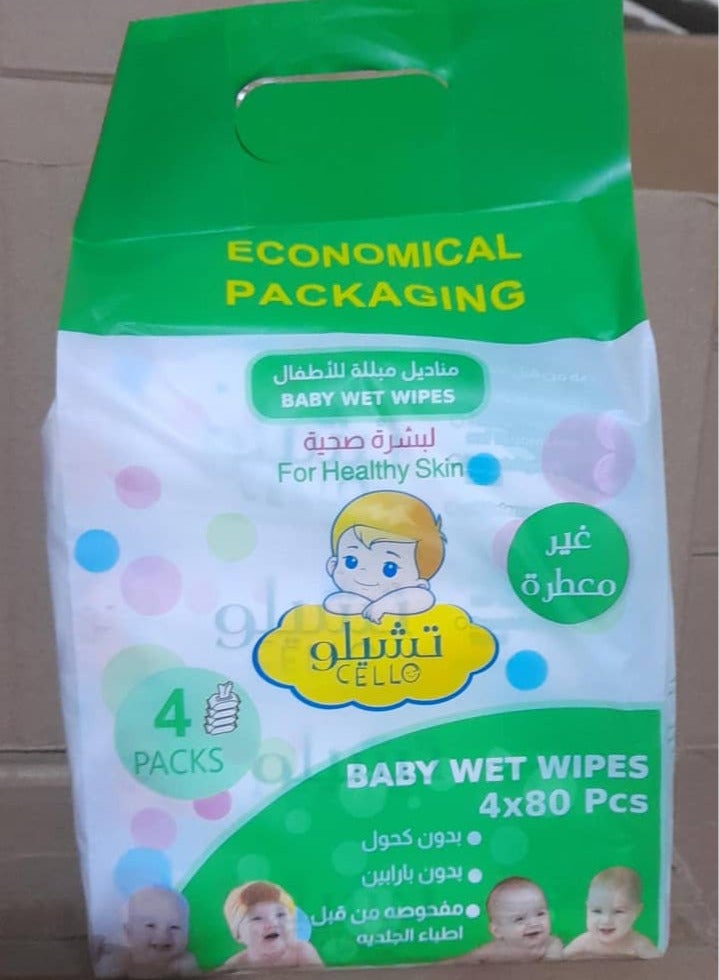 ECONOMICAL
PACKAGING
مناديل مبللة للأطفال
BABY WET WIPES
لبشرة صحية
For Healthy Skin
غير
معطرة
تشيلو
CELLO
4
PACKS
BABY WET WIPES
4x80 Pcs
بدون كحول
بدون بارابين
مفحوصه من قبل
اطباء الجلديه